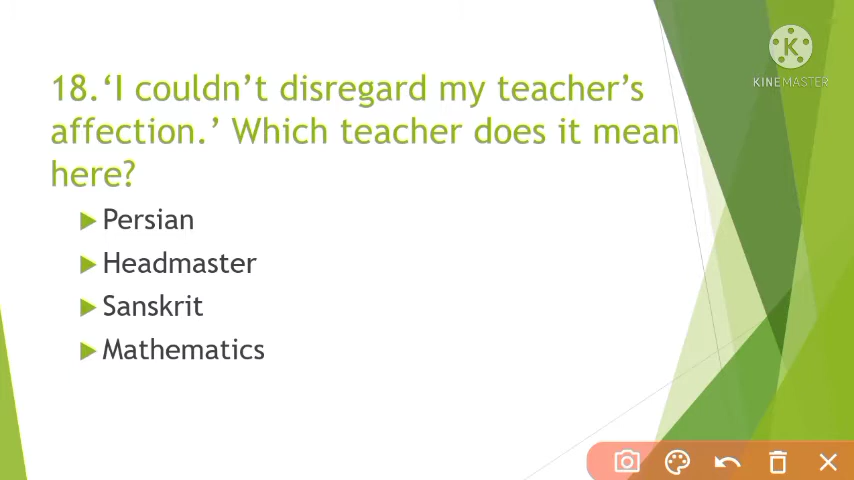 18.‘I couldn’t disregard my teacher’s
affection.’ Which teacher does it mean
here?
Persian
Headmaster
Sanskrit
Mathematics
K
KINEMASTER